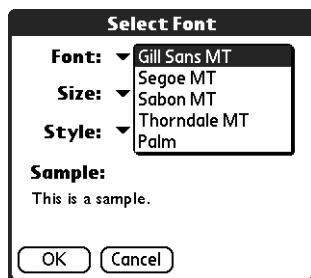 Select Font
Font: Gill Sans MT
Segoe MT
Size:
Sabon MT
Thorndale MT
Style:
Palm
Sample:
This is a sample.
OK Cancel